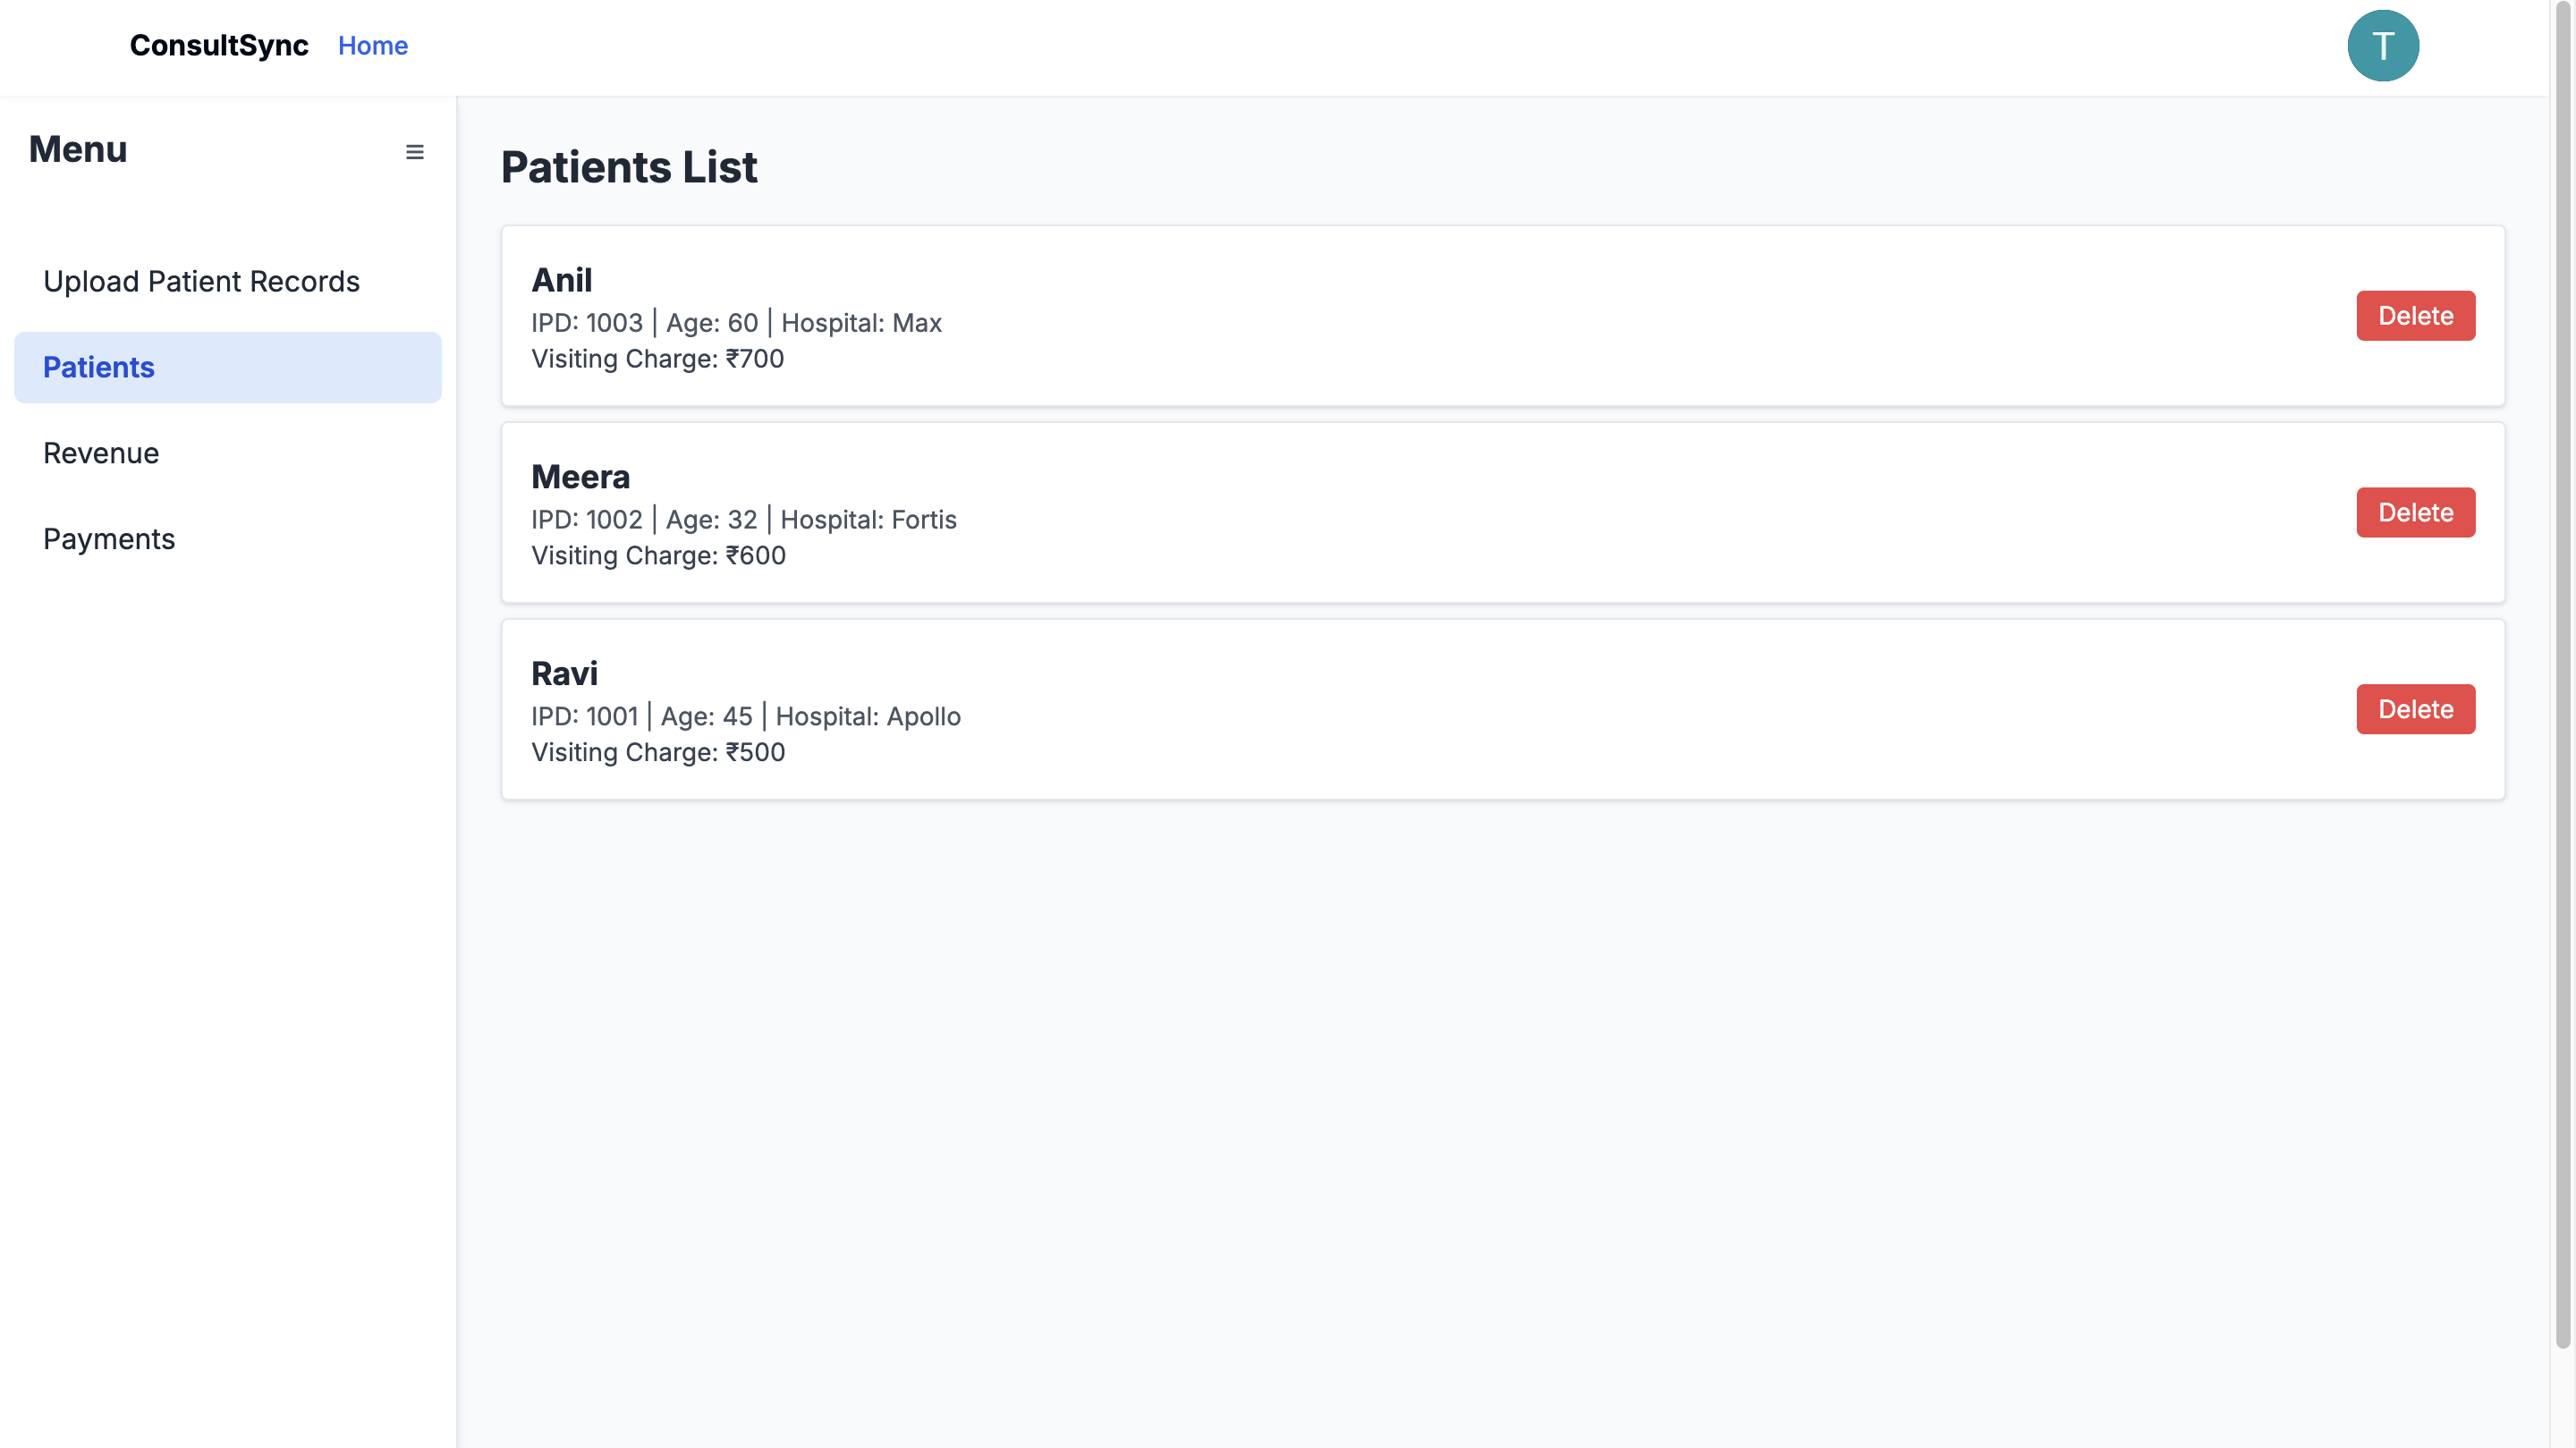 ConsultSync Home
T
Menu
Upload Patient Records
Patients
Revenue
Payments
Patients List
Anil
IPD: 1003 | Age: 60 | Hospital: Max
Visiting Charge: ₹700
Delete
Meera
IPD: 1002 | Age: 32 | Hospital: Fortis
Visiting Charge: ₹600
Delete
Ravi
IPD: 1001 | Age: 45 | Hospital: Apollo
Visiting Charge: ₹500
Delete